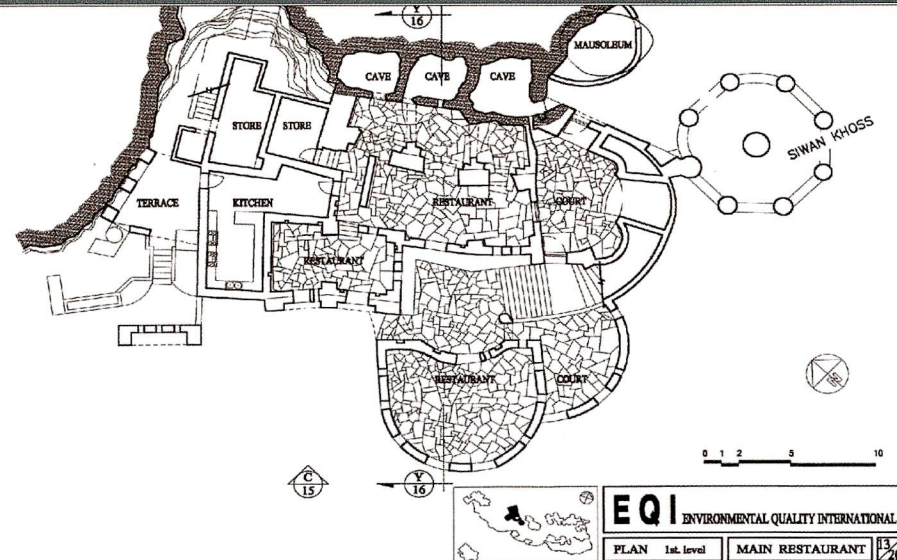 Y
16
MAUSOLEUM
CAVE
CAVE
CAVE
SIWAN KHOSS
STORE
STORE
TERRACE
KITCHEN
RESTAURANT
COURT
RESTAURANT
RESTAURANT
COURT
0 1 2 5 10
C
15
Y
16
EQI ENVIRONMENTAL QUALITY INTERNATIONAL
PLAN 1st. level
MAIN RESTAURANT
13